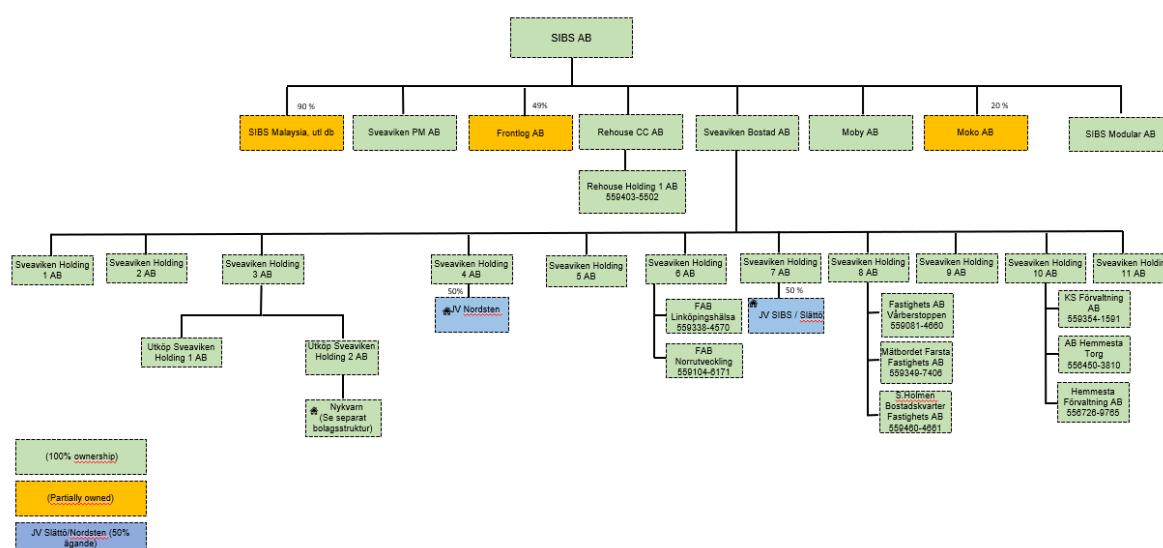 SIBS AB
90 %
49%
20 %
SIBS Malaysia, utl db
Sveaviken PM AB
Frontlog AB
Rehouse CC AB
Sveaviken Bostad AB
Moby AB
Moko AB
SIBS Modular AB
Rehouse Holding 1 AB
559403-5502
Sveaviken Holding
1 AB
Sveaviken Holding
2 AB
Sveaviken Holding
3 AB
Sveaviken Holding
4 AB
Sveaviken Holding
5 AB
Sveaviken Holding
6 AB
Sveaviken Holding
7 AB
Sveaviken Holding
8 AB
Sveaviken Holding
9 AB
Sveaviken Holding
10 AB
Sveaviken Holding
11 AB
50%
JV Nordsten
50 %
JV SIBS / Slättö
FAB
Linköpingshälsa
559338-4570
FAB
Norrutveckling
559104-6171
Fastighets AB
Vårberstoppen
559081-4660
Mätbordet Farsta
Fastighets AB
559349-7406
S.Holmen
Bostadskvarter
Fastighets AB
559460-4661
KS Förvaltning
AB
559354-1591
AB Hemmesta
Torg
556450-3810
Hemmesta
Förvaltning AB
556726-9765
Utköp Sveaviken
Holding 1 AB
Utköp Sveaviken
Holding 2 AB
Nykvarn
(Se separat
bolagsstruktur)
(100% ownership)
(Partially owned)
JV Slättö/Nordsten (50%
ägande)